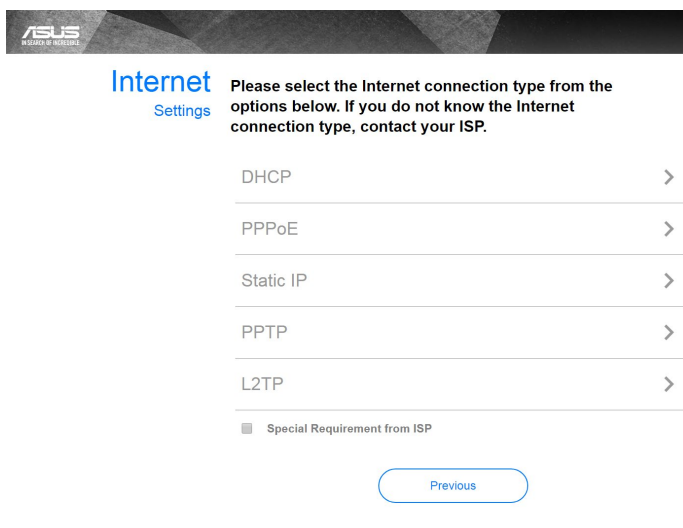 ASUS
IN SEARCH OF INCREDIBLE
Internet
Settings
Please select the Internet connection type from the
options below. If you do not know the Internet
connection type, contact your ISP.
DHCP
PPPoE
Static IP
PPTP
L2TP
Special Requirement from ISP
Previous